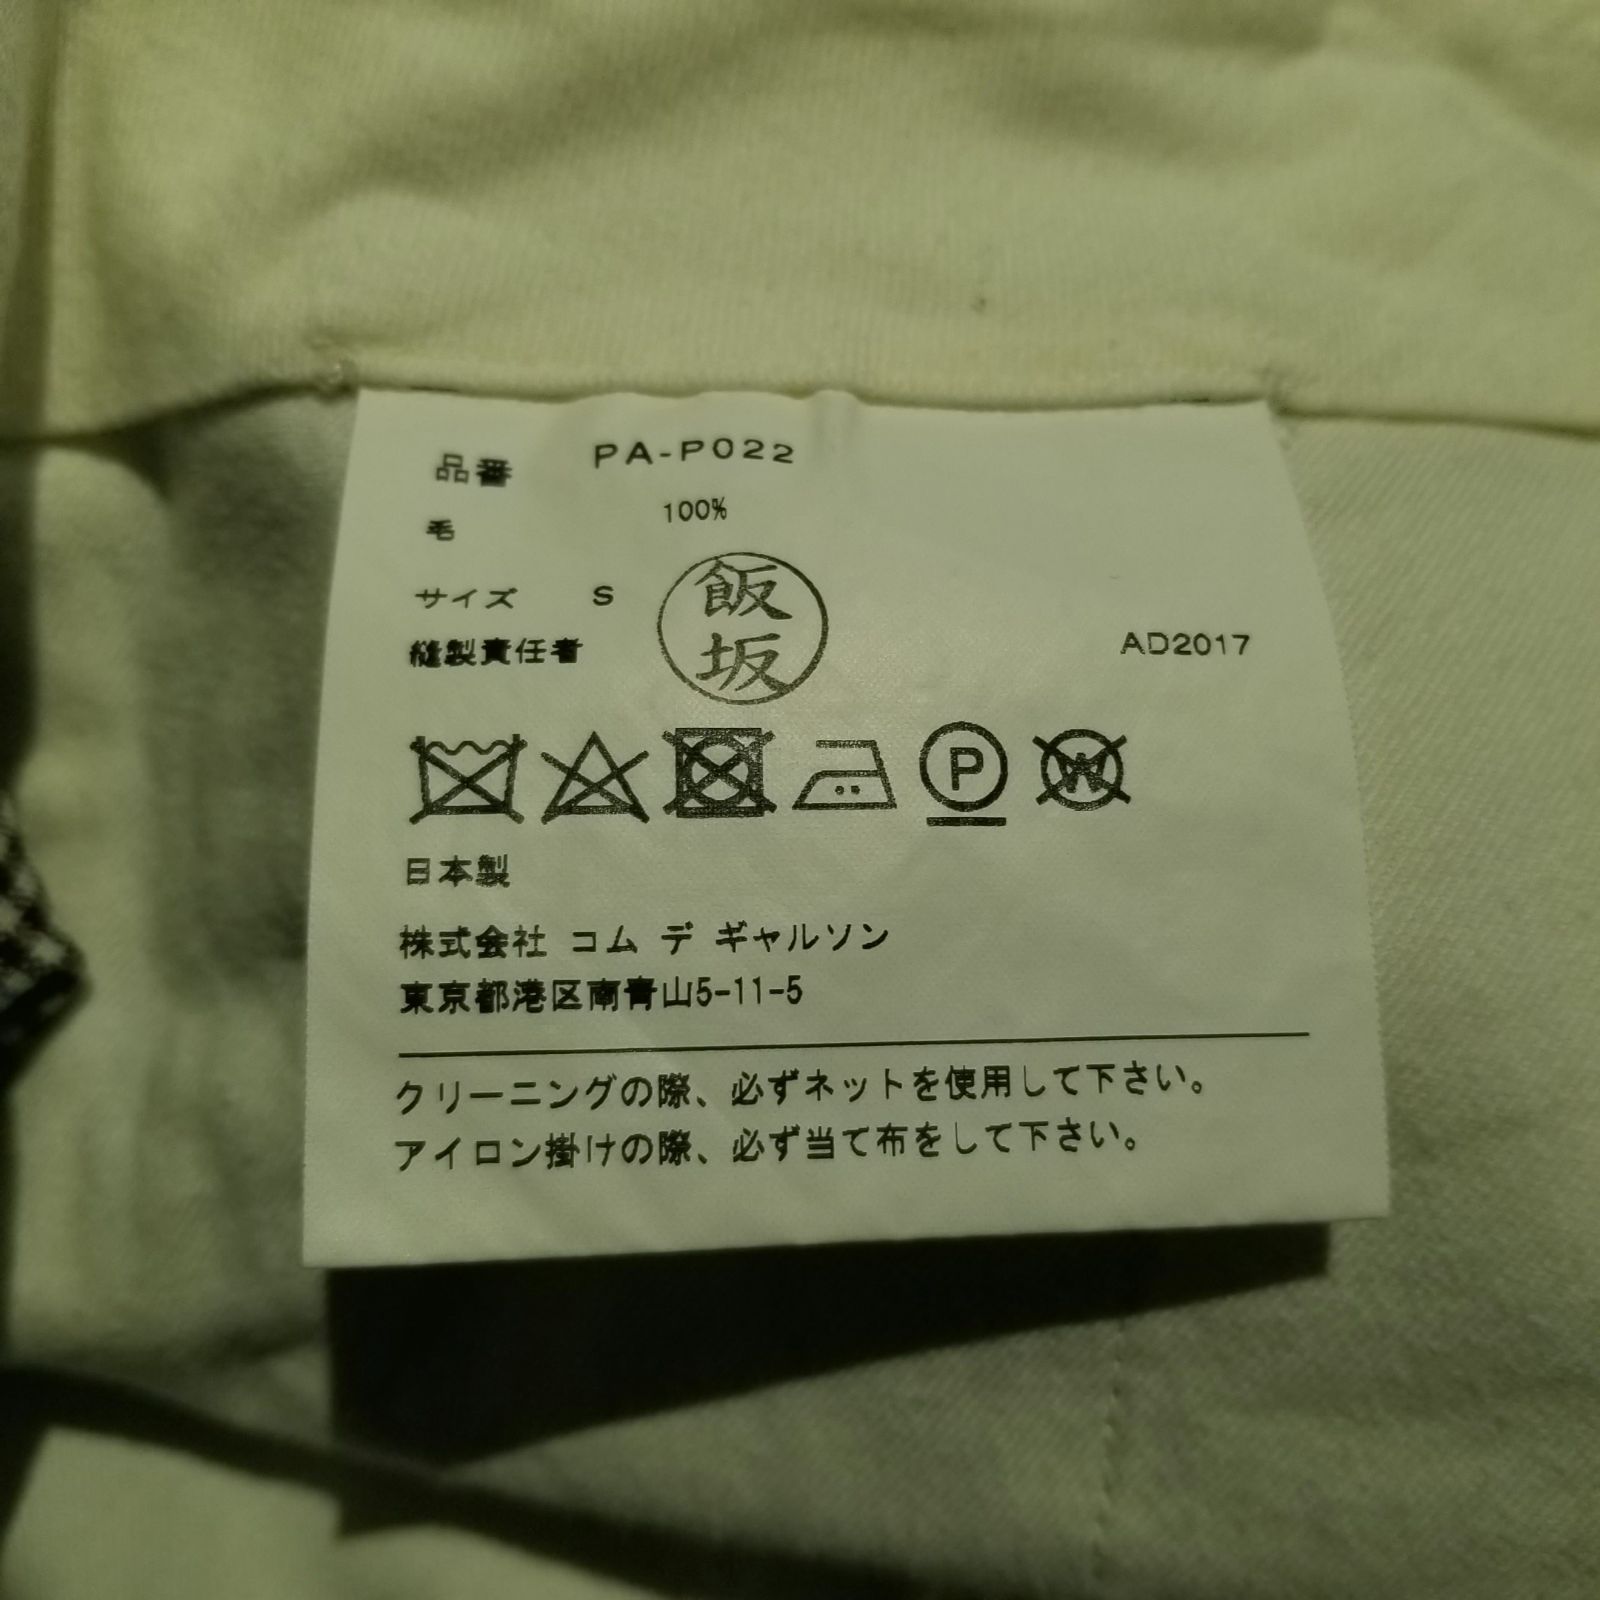 品番 PA-P022
毛 100%
サイズ S
飯坂
縫製責任者
AD2017
P
W
日本製
株式会社 コム デ ギャルソン
東京都港区南青山5-11-5
クリーニングの際、必ずネットを使用して下さい。
アイロン掛けの際、必ず当て布をして下さい。